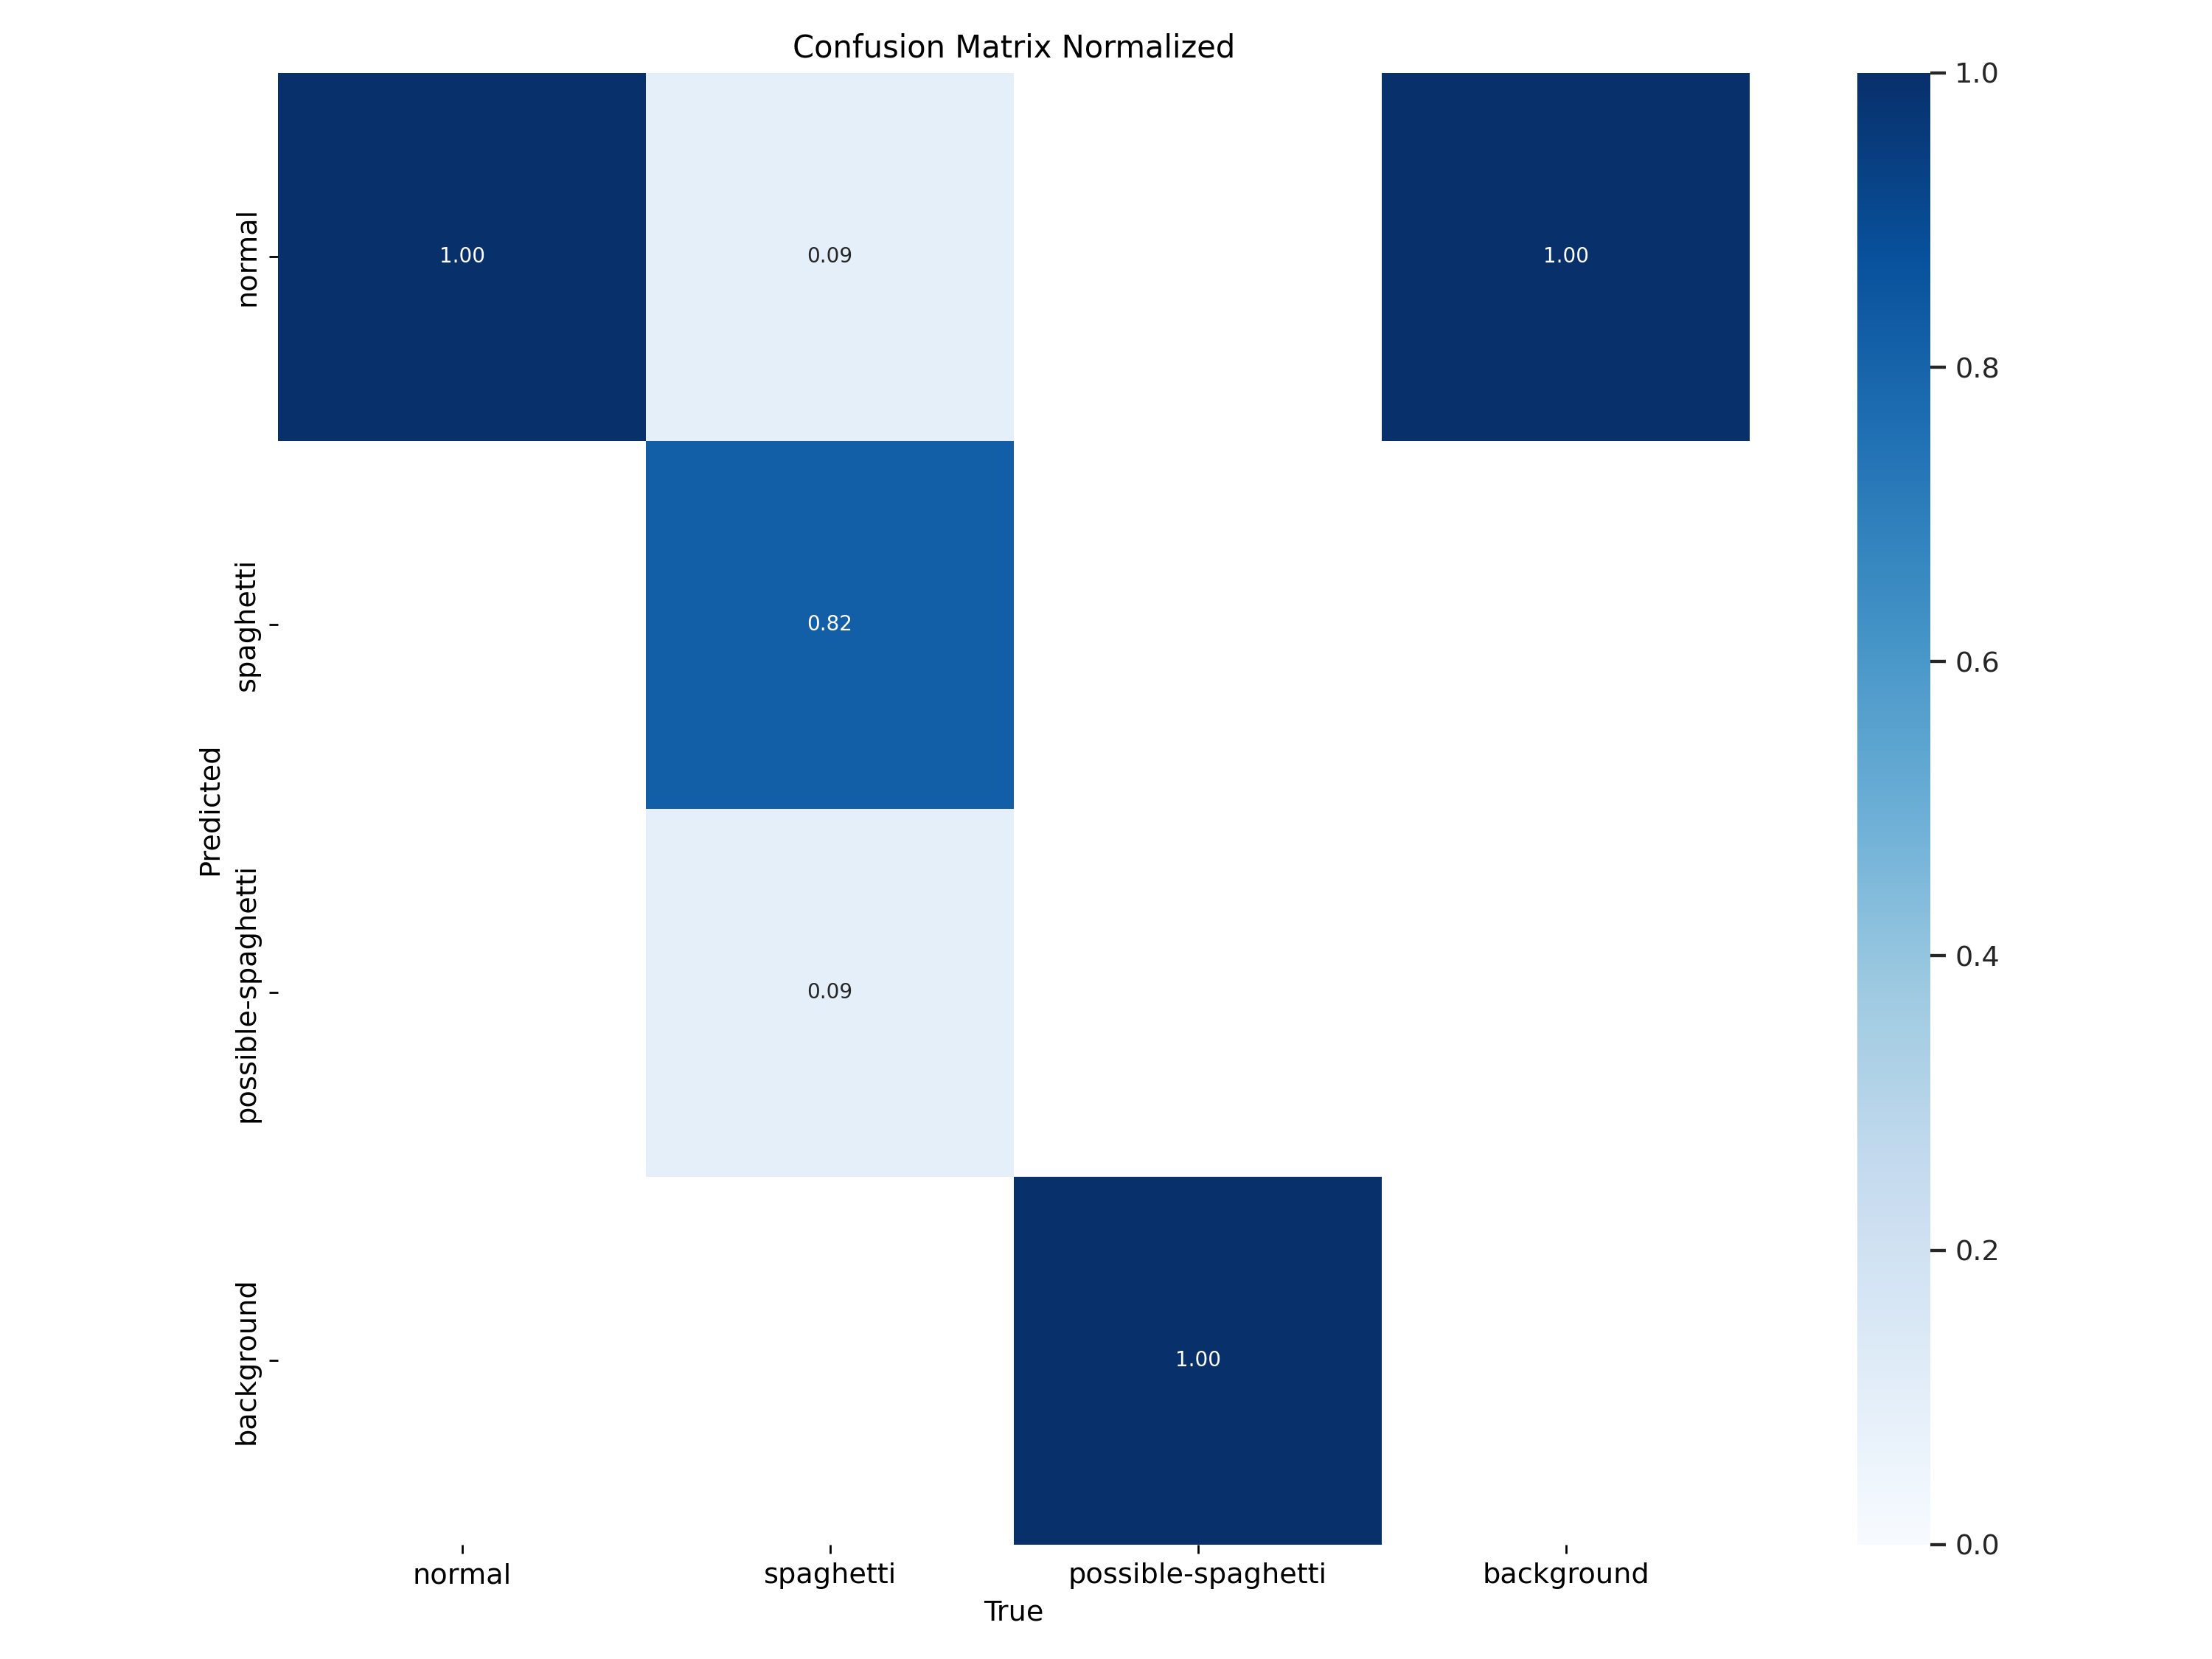 Confusion Matrix Normalized
normal
1.00
0.09
1.00
spaghetti
0.82
possible-spaghetti
0.09
background
1.00
Predicted
normal
spaghetti
possible-spaghetti
background
True
1.0
0.8
0.6
0.4
0.2
0.0